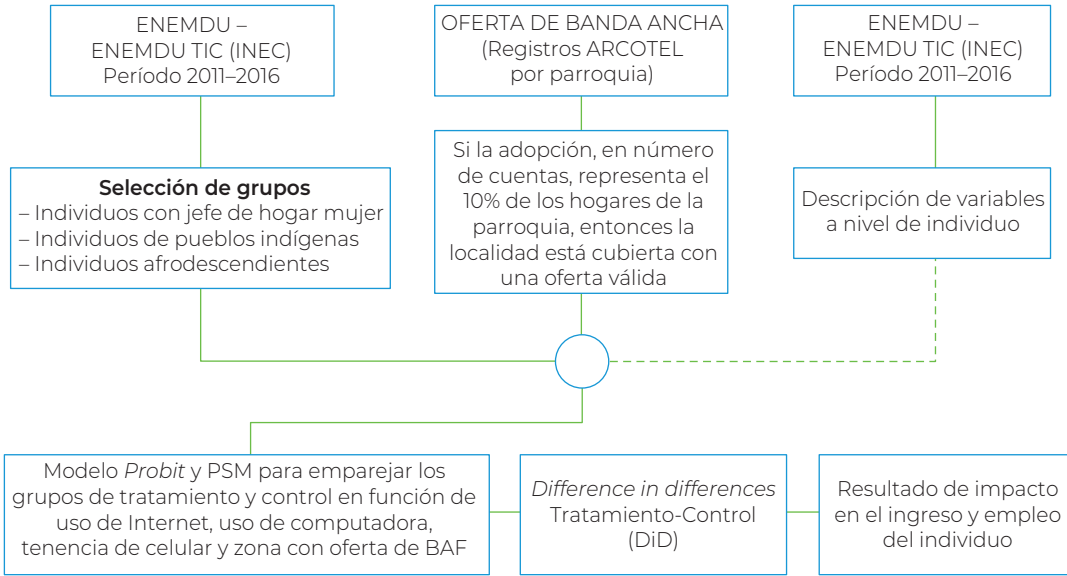 ENEMDU –
ENEMDU TIC (INEC)
Período 2011–2016
OFERTA DE BANDA ANCHA
(Registros ARCOTEL
por parroquia)
ENEMDU –
ENEMDU TIC (INEC)
Período 2011–2016
Selección de grupos
– Individuos con jefe de hogar mujer
– Individuos de pueblos indígenas
– Individuos afrodescendientes
Si la adopción, en número
de cuentas, representa el
10% de los hogares de la
parroquia, entonces la
localidad está cubierta con
una oferta válida
Descripción de variables
a nivel de individuo
Modelo Probit y PSM para emparejar los
grupos de tratamiento y control en función de
uso de Internet, uso de computadora,
tenencia de celular y zona con oferta de BAF
Difference in differences
Tratamiento-Control
(DiD)
Resultado de impacto
en el ingreso y empleo
del individuo